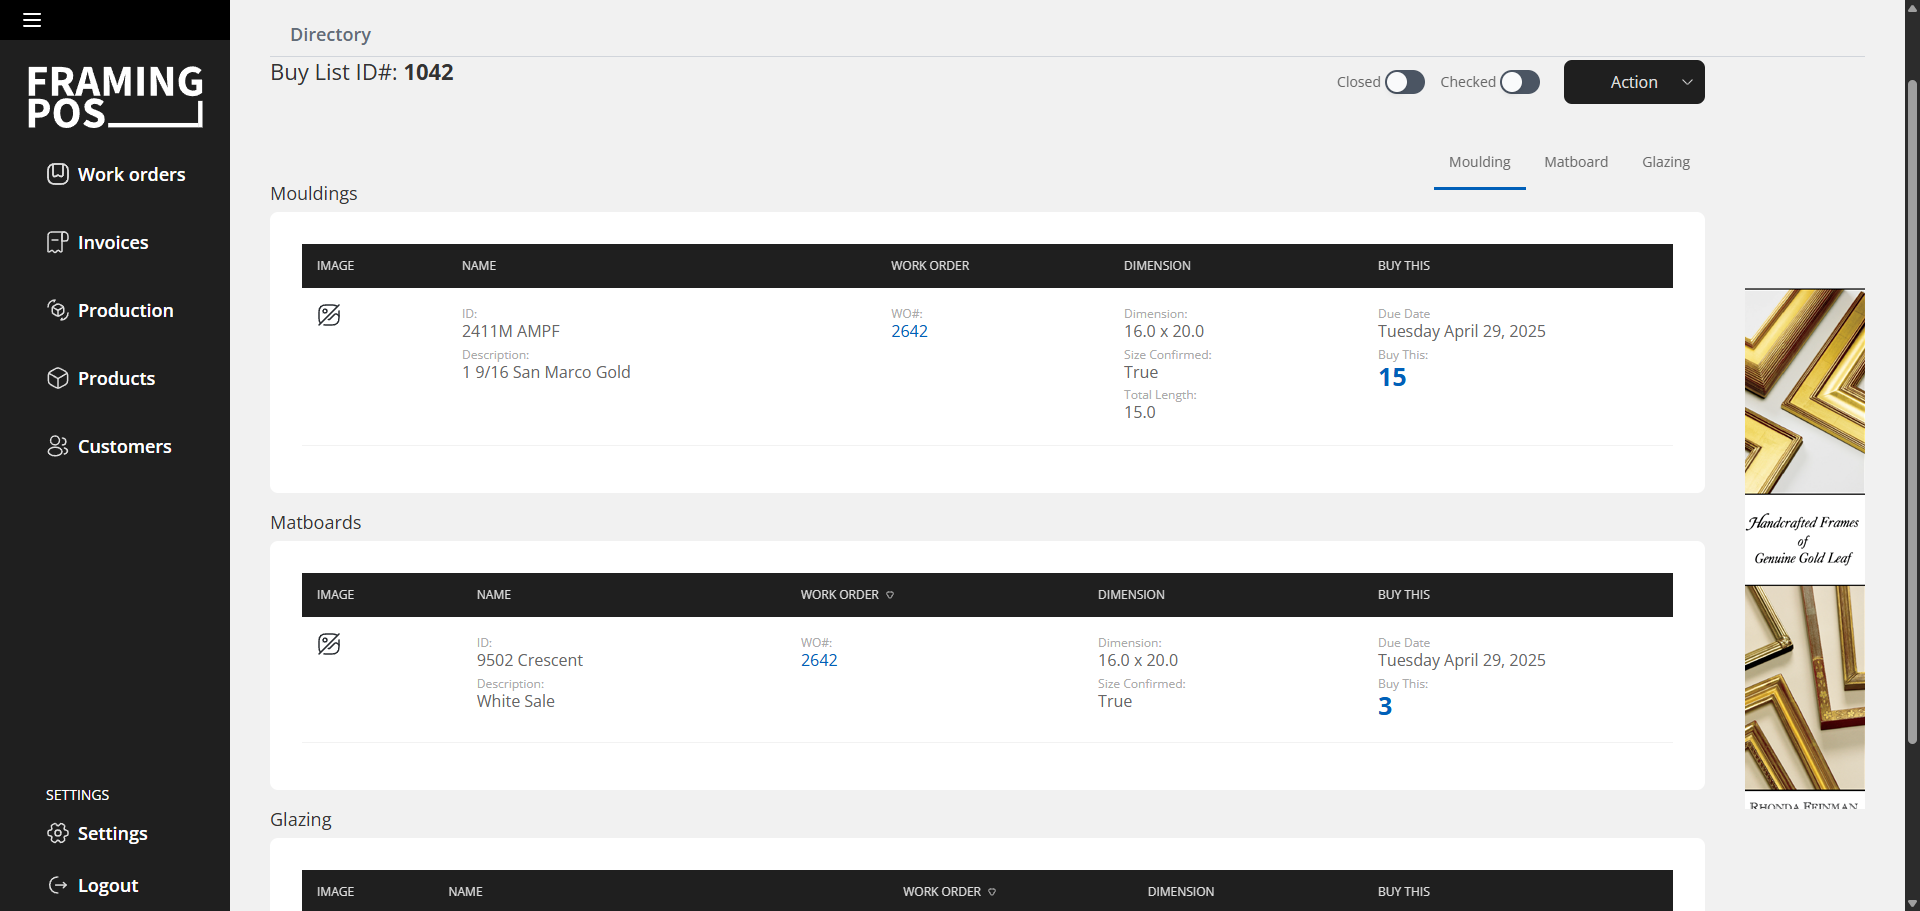 FRAMING
POS
Work orders
Invoices
Production
Products
Customers
SETTINGS
Settings
Logout
Directory
Buy List ID#: 1042
Closed
Checked
Action
Moulding
Matboard
Glazing
Mouldings
IMAGE
NAME
WORK ORDER
DIMENSION
BUY THIS
ID:
2411M AMPF
Description:
1 9/16 San Marco Gold
WO#:
2642
Dimension:
16.0 x 20.0
Size Confirmed:
True
Total Length:
15.0
Due Date
Tuesday April 29, 2025
Buy This:
15
Matboards
IMAGE
NAME
WORK ORDER
DIMENSION
BUY THIS
ID:
9502 Crescent
Description:
White Sale
WO#:
2642
Dimension:
16.0 x 20.0
Size Confirmed:
True
Due Date
Tuesday April 29, 2025
Buy This:
3
Glazing
IMAGE
NAME
WORK ORDER
DIMENSION
BUY THIS
Handcrafted Frames
of
Genuine Gold Leaf
RHONDA FEINMAN